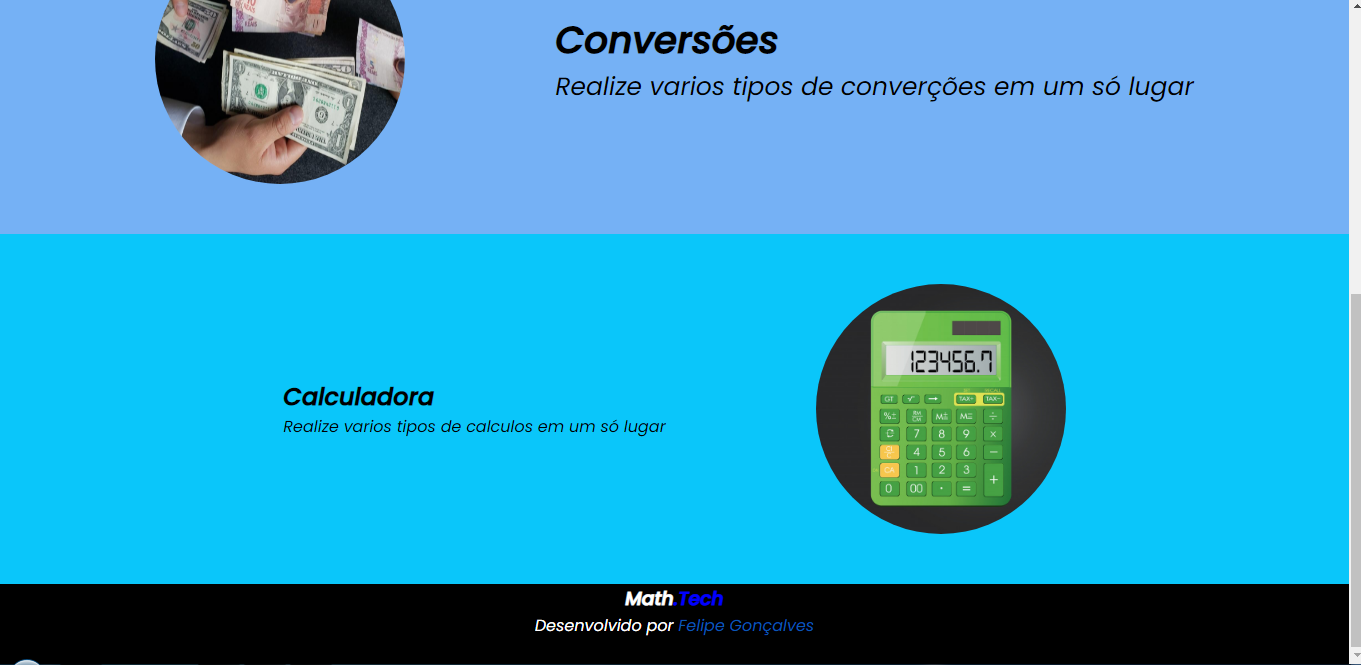 Conversões
Realize varios tipos de converções em um só lugar
Calculadora
Realize varios tipos de calculos em um só lugar
123456.7
GT √ → TAX+ TAX−
M± M=
7 8 9 ×
4 5 6 −
CA 1 2 3 +
0 00 · =
Math.Tech
Desenvolvido por Felipe Gonçalves